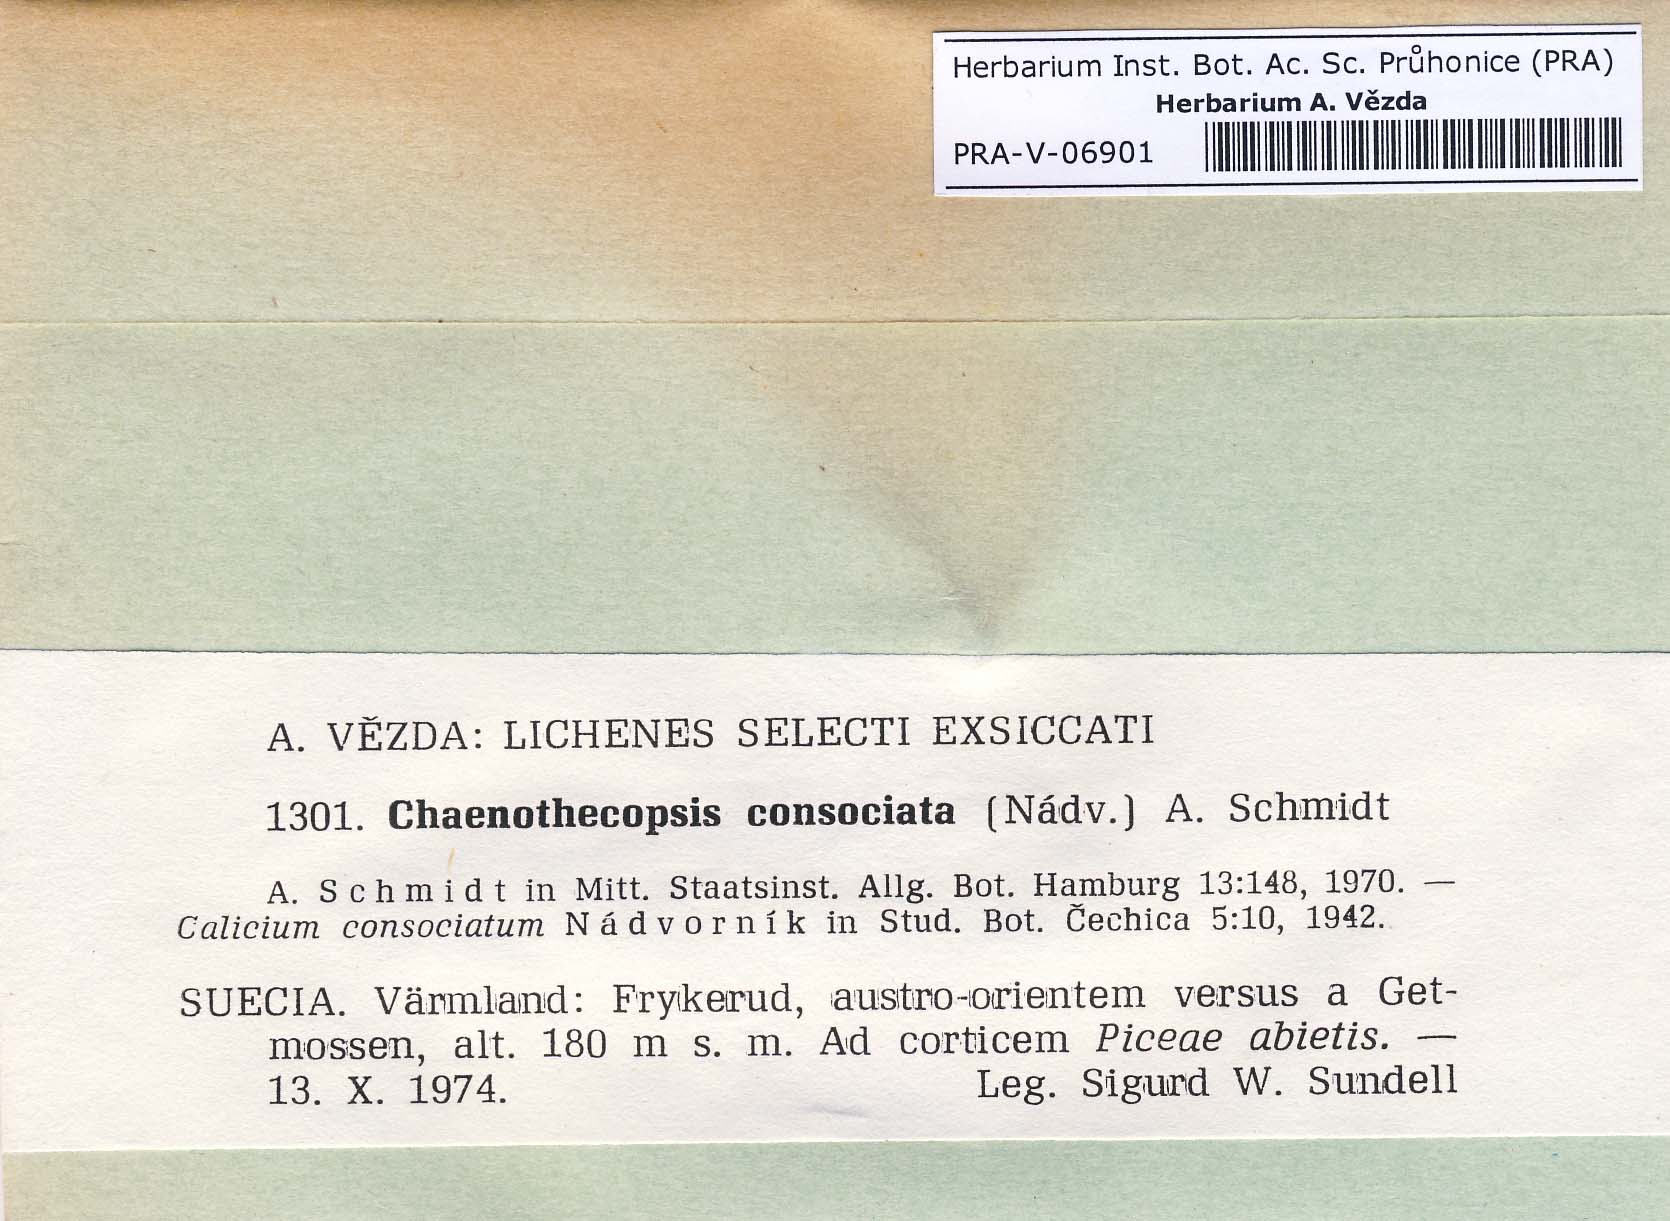 Herbarium Inst. Bot. Ac. Sc. Průhonice (PRA)
Herbarium A. Vězda
PRA-V-06901
A. VĚZDA: LICHENES SELECTI EXSICCATI
1301. Chaenothecopsis consociata (Nádv.) A. Schmidt
A. Schmidt in Mitt. Staatsinst. Allg. Bot. Hamburg 13:148, 1970. —
Calicium consociatum Nádvorník in Stud. Bot. Čechica 5:10, 1942.
SUECIA. Värmland: Frykerud, austro-orientem versus a Get-
mossen, alt. 180 m s. m. Ad corticem Piceae abietis. —
13. X. 1974. Leg. Sigurd W. Sundell